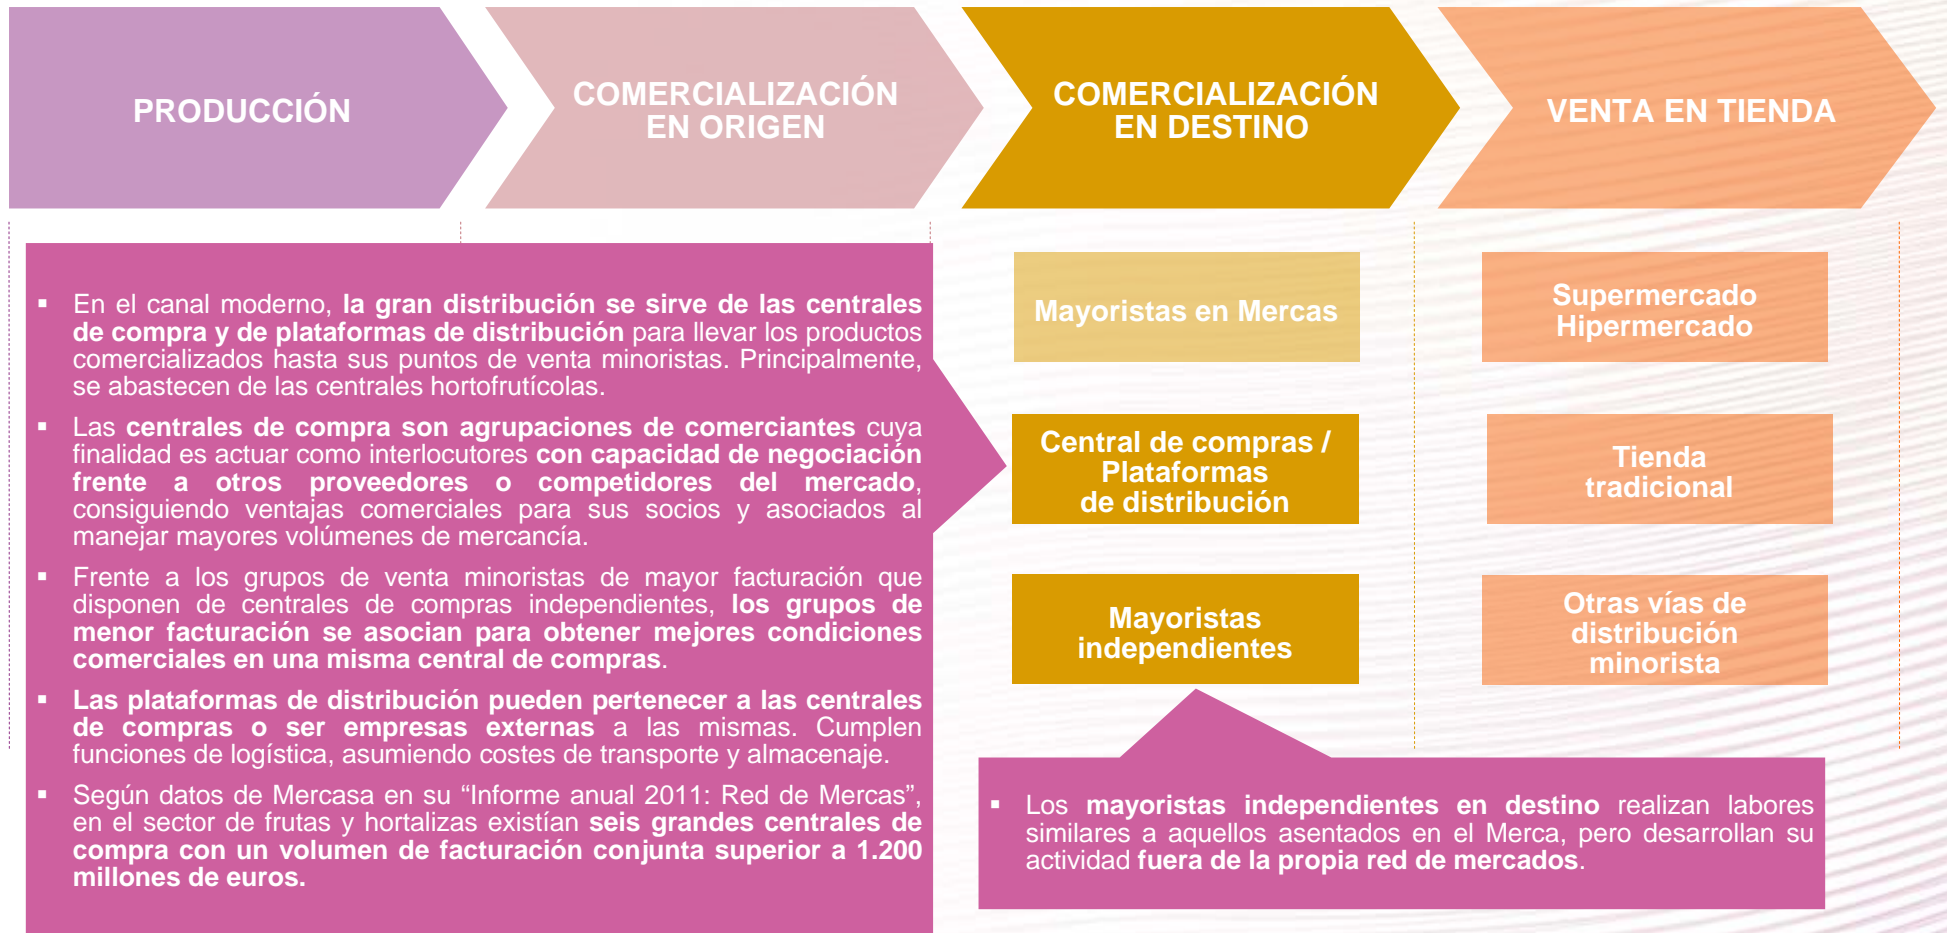 PRODUCCIÓN
COMERCIALIZACIÓN
EN ORIGEN
COMERCIALIZACIÓN
EN DESTINO
VENTA EN TIENDA
▪ En el canal moderno, la gran distribución se sirve de las centrales
de compra y de plataformas de distribución para llevar los productos
comercializados hasta sus puntos de venta minoristas. Principalmente,
se abastecen de las centrales hortofrutícolas.
▪ Las centrales de compra son agrupaciones de comerciantes cuya
finalidad es actuar como interlocutores con capacidad de negociación
frente a otros proveedores o competidores del mercado,
consiguiendo ventajas comerciales para sus socios y asociados al
manejar mayores volúmenes de mercancía.
▪ Frente a los grupos de venta minoristas de mayor facturación que
disponen de centrales de compras independientes, los grupos de
menor facturación se asocian para obtener mejores condiciones
comerciales en una misma central de compras.
▪ Las plataformas de distribución pueden pertenecer a las centrales
de compras o ser empresas externas a las mismas. Cumplen
funciones de logística, asumiendo costes de transporte y almacenaje.
▪ Según datos de Mercasa en su “Informe anual 2011: Red de Mercas”,
en el sector de frutas y hortalizas existían seis grandes centrales de
compra con un volumen de facturación conjunta superior a 1.200
millones de euros.
Mayoristas en Mercas
Central de compras /
Plataformas
de distribución
Mayoristas
independientes
Supermercado
Hipermercado
Tienda
tradicional
Otras vías de
distribución
minorista
▪ Los mayoristas independientes en destino realizan labores
similares a aquellos asentados en el Merca, pero desarrollan su
actividad fuera de la propia red de mercados.